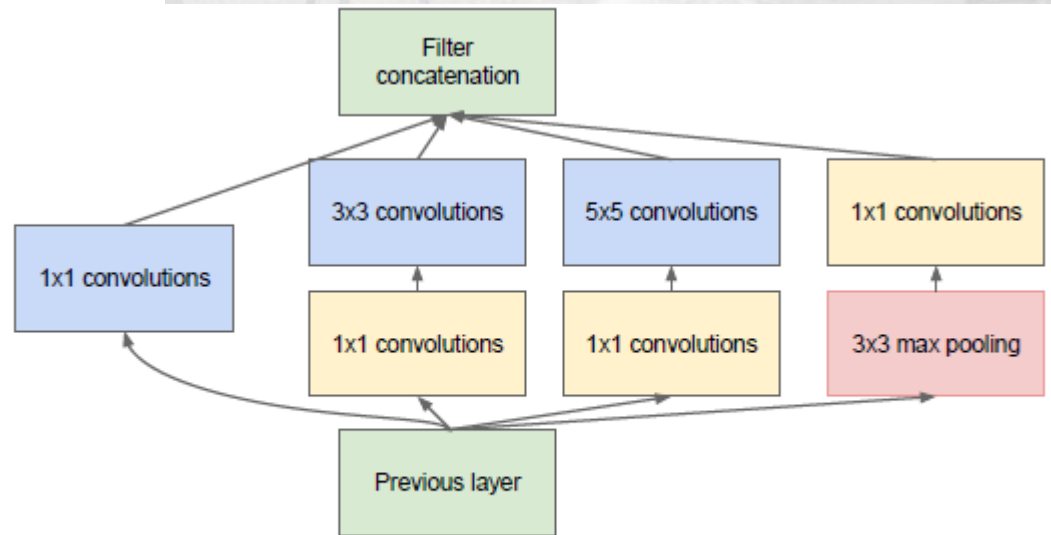 Filter
concatenation
3x3 convolutions
5x5 convolutions
1x1 convolutions
1x1 convolutions
1x1 convolutions
1x1 convolutions
3x3 max pooling
Previous layer